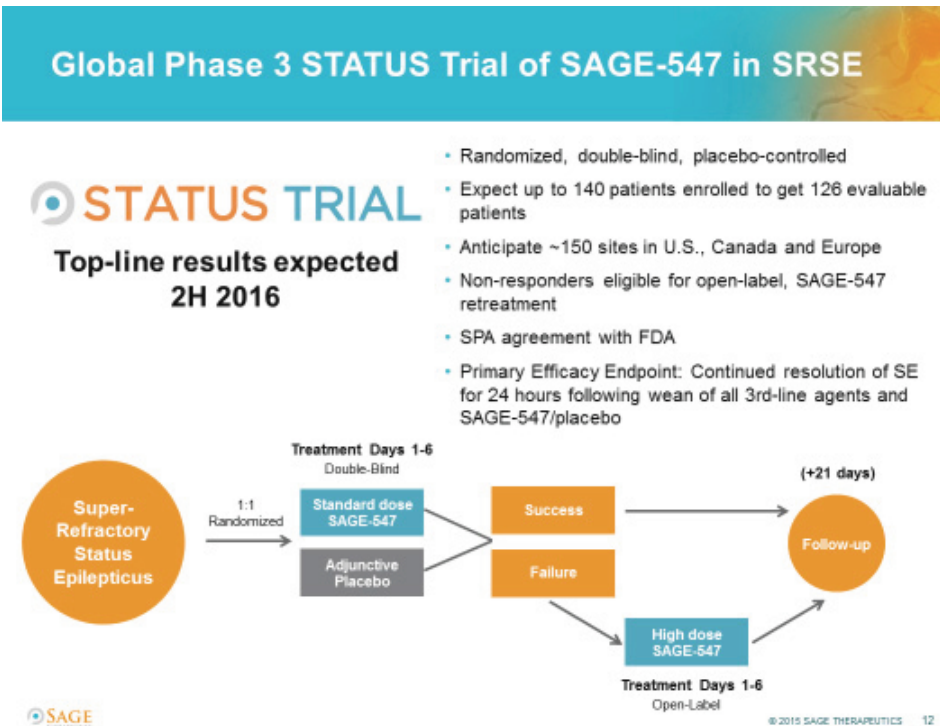 Global Phase 3 STATUS Trial of SAGE-547 in SRSE
STATUS TRIAL
Top-line results expected
2H 2016
• Randomized, double-blind, placebo-controlled
• Expect up to 140 patients enrolled to get 126 evaluable
patients
• Anticipate ~150 sites in U.S., Canada and Europe
• Non-responders eligible for open-label, SAGE-547
retreatment
• SPA agreement with FDA
• Primary Efficacy Endpoint: Continued resolution of SE
for 24 hours following wean of all 3rd-line agents and
SAGE-547/placebo
Super-
Refractory
Status
Epilepticus
1:1
Randomized
Treatment Days 1-6
Double-Blind
Standard dose
SAGE-547
Adjunctive
Placebo
Success
Failure
High dose
SAGE-547
Treatment Days 1-6
Open-Label
(+21 days)
Follow-up
SAGE
© 2015 SAGE THERAPEUTICS 12